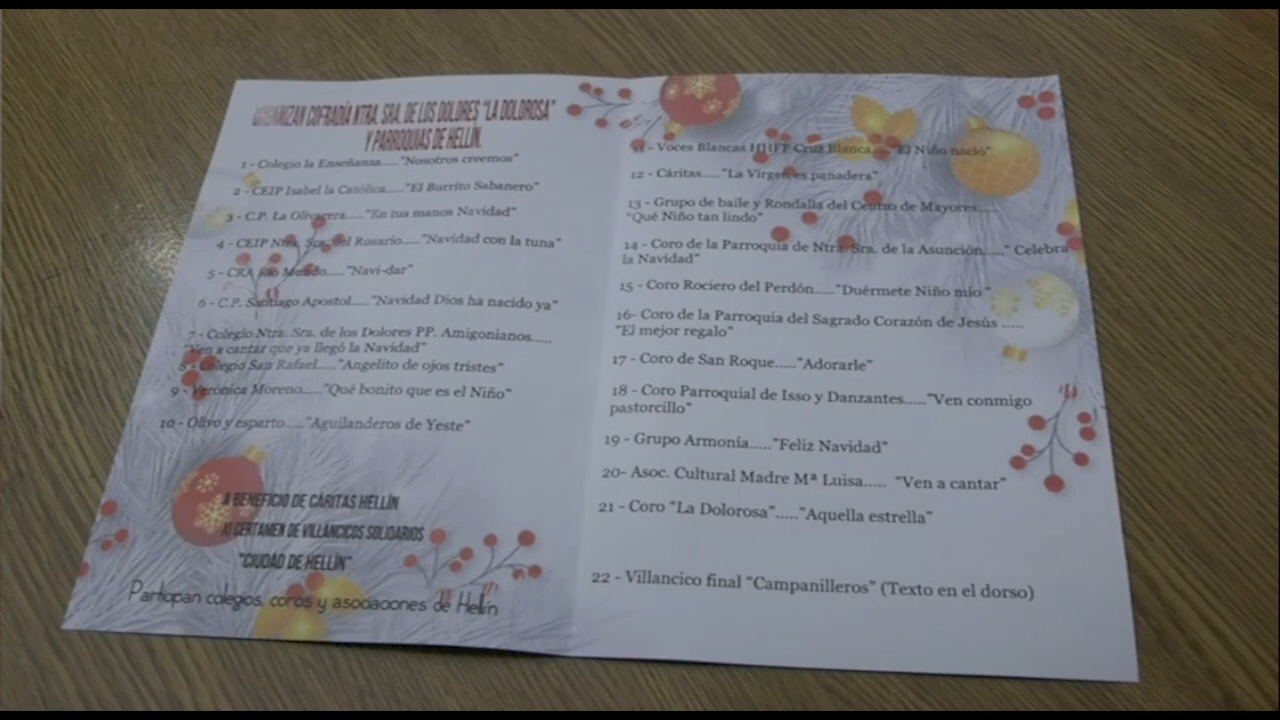 ORGANIZAN COFRADÍA NTRA. SRA. DE LOS DOLORES "LA DOLOROSA"
Y PARROQUIAS DE HELLÍN.
1 - Colegio la Enseñanza....."Nosotros creemos"
2 - CEIP Isabel la Católica....."El Burrito Sabanero"
3 - C.P. La Olivarera....."En tus manos Navidad"
4 - CEIP Ntra. Sra. del Rosario....."Navidad con la tuna"
5 - CRA Río Mundo....."Navi-dar"
6 - C.P. Santiago Apostol....."Navidad Dios ha nacido ya"
7 - Colegio Ntra. Sra. de los Dolores PP. Amigonianos.....
"Ven a cantar que ya llegó la Navidad"
8 - Colegio San Rafael....."Angelito de ojos tristes"
9 - Verónica Moreno....."Qué bonito que es el Niño"
10 - Olivo y esparto ....."Aguilanderos de Yeste"
A BENEFICIO DE CÁRITAS HELLÍN
XI CERTAMEN DE VILLANCICOS SOLIDARIOS
"CIUDAD DE HELLÍN"
Participan colegios, coros y asociaciones de Hellín
11 - Voces Blancas HHFF Cruz Blanca....."El Niño nació"
12 - Cáritas....."La Virgen es panadera"
13 - Grupo de baile y Rondalla del Centro de Mayores.....
"Qué Niño tan lindo"
14 - Coro de la Parroquia de Ntra. Sra. de la Asunción....." Celebra
la Navidad"
15 - Coro Rociero del Perdón....."Duérmete Niño mío"
16- Coro de la Parroquia del Sagrado Corazón de Jesús .....
"El mejor regalo"
17 - Coro de San Roque....."Adorarle"
18 - Coro Parroquial de Isso y Danzantes....."Ven conmigo
pastorcillo"
19 - Grupo Armonía....."Feliz Navidad"
20- Asoc. Cultural Madre Mª Luisa..... "Ven a cantar"
21 - Coro "La Dolorosa"....."Aquella estrella"
22 - Villancico final "Campanilleros" (Texto en el dorso)